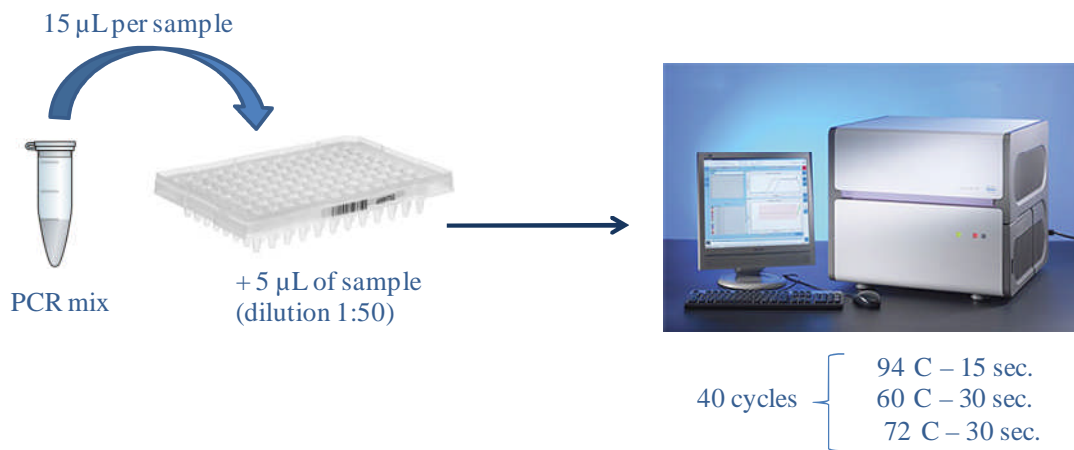 15 µL per sample
PCR mix
+ 5 µL of sample
(dilution 1:50)
40 cycles
94 C – 15 sec.
60 C – 30 sec.
72 C – 30 sec.